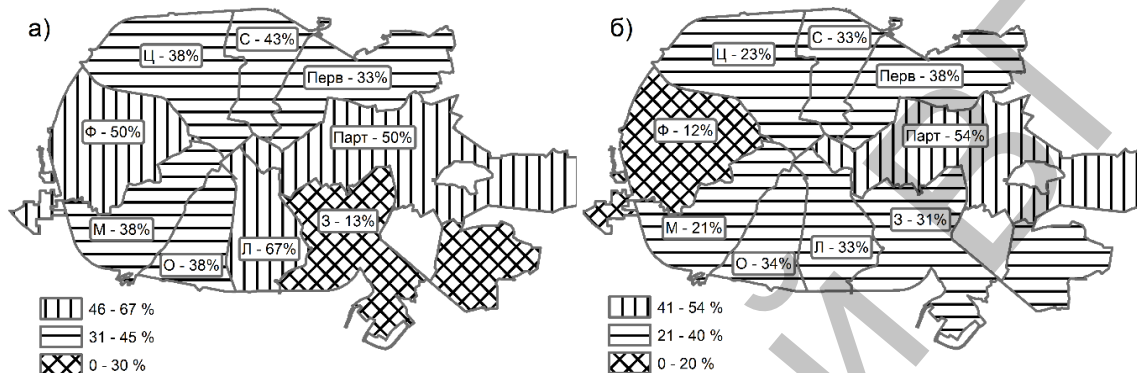 а)
С - 43%
Ц - 38%
Перв - 33%
Ф - 50%
Парт - 50%
З - 13%
М - 38%
Л - 67%
О - 38%
46 - 67 %
31 - 45 %
0 - 30 %
б)
С - 33%
Ц - 23%
Перв - 38%
Ф - 12%
Парт - 54%
З - 31%
М - 21%
Л - 33%
О - 34%
41 - 54 %
21 - 40 %
0 - 20 %